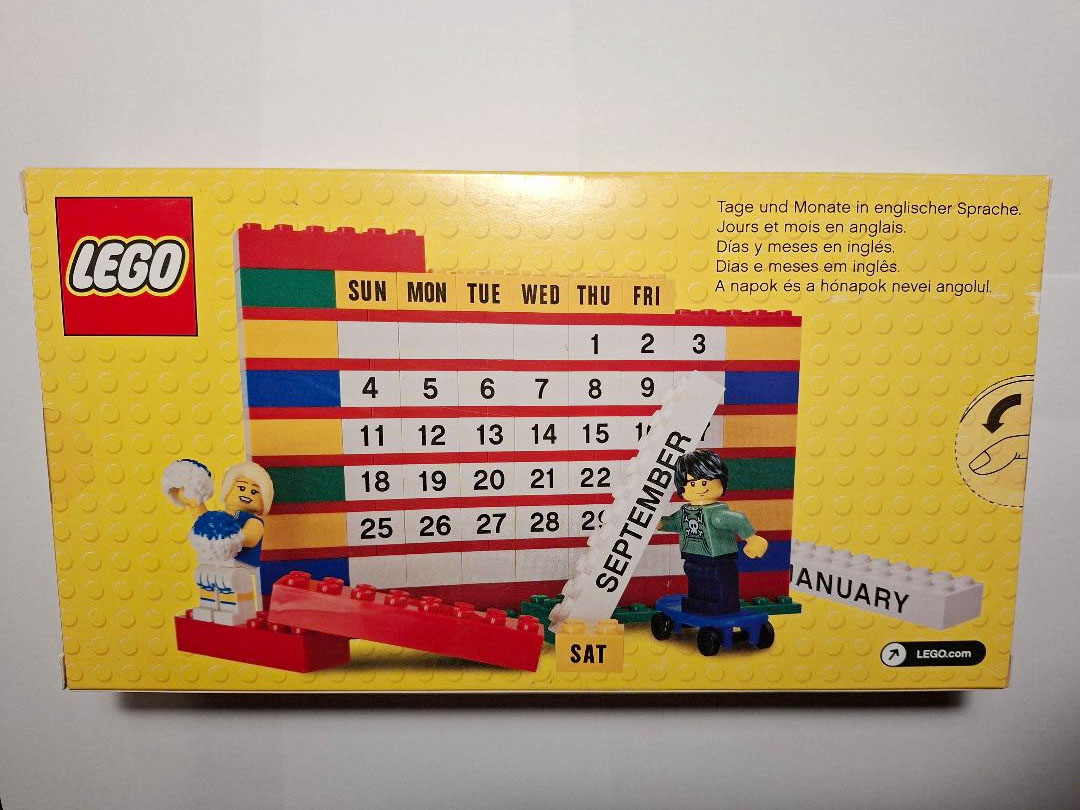 LEGO
Tage und Monate in englischer Sprache.
Jours et mois en anglais.
Días y meses en inglés.
Dias e meses em inglês.
A napok és a hónapok nevei angolul.
SUN MON TUE WED THU FRI
1 2 3
4 5 6 7 8 9
11 12 13 14 15
18 19 20 21 22
25 26 27 28
SEPTEMBER
JANUARY
SAT
LEGO.com